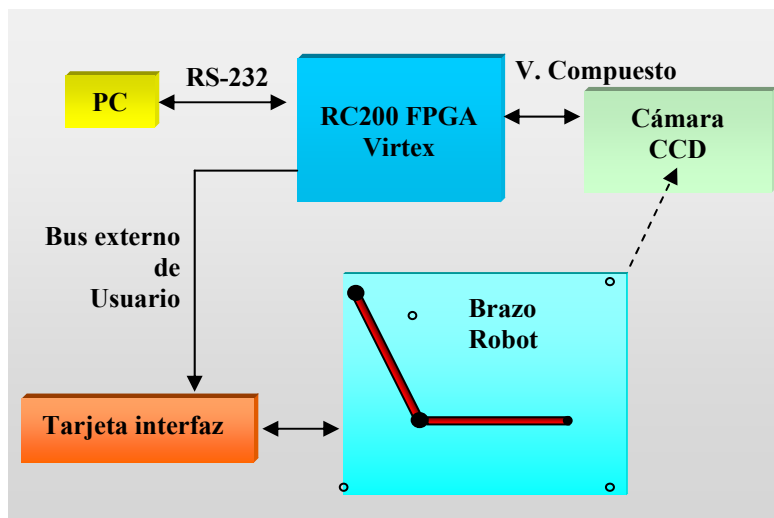 PC
RS-232
RC200 FPGA
Virtex
V. Compuesto
Cámara
CCD
Bus externo
de
Usuario
Brazo
Robot
Tarjeta interfaz